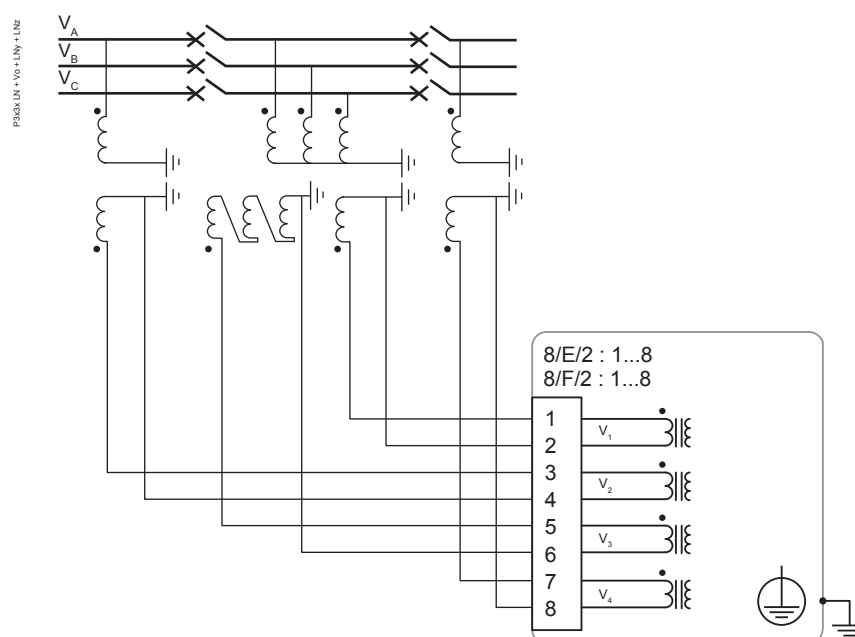 P3x3x LN + Vo + LNy + LNz
VA
VB
VC
8/E/2 : 1...8
8/F/2 : 1...8
1
2
3
4
5
6
7
8
V1
V2
V3
V4